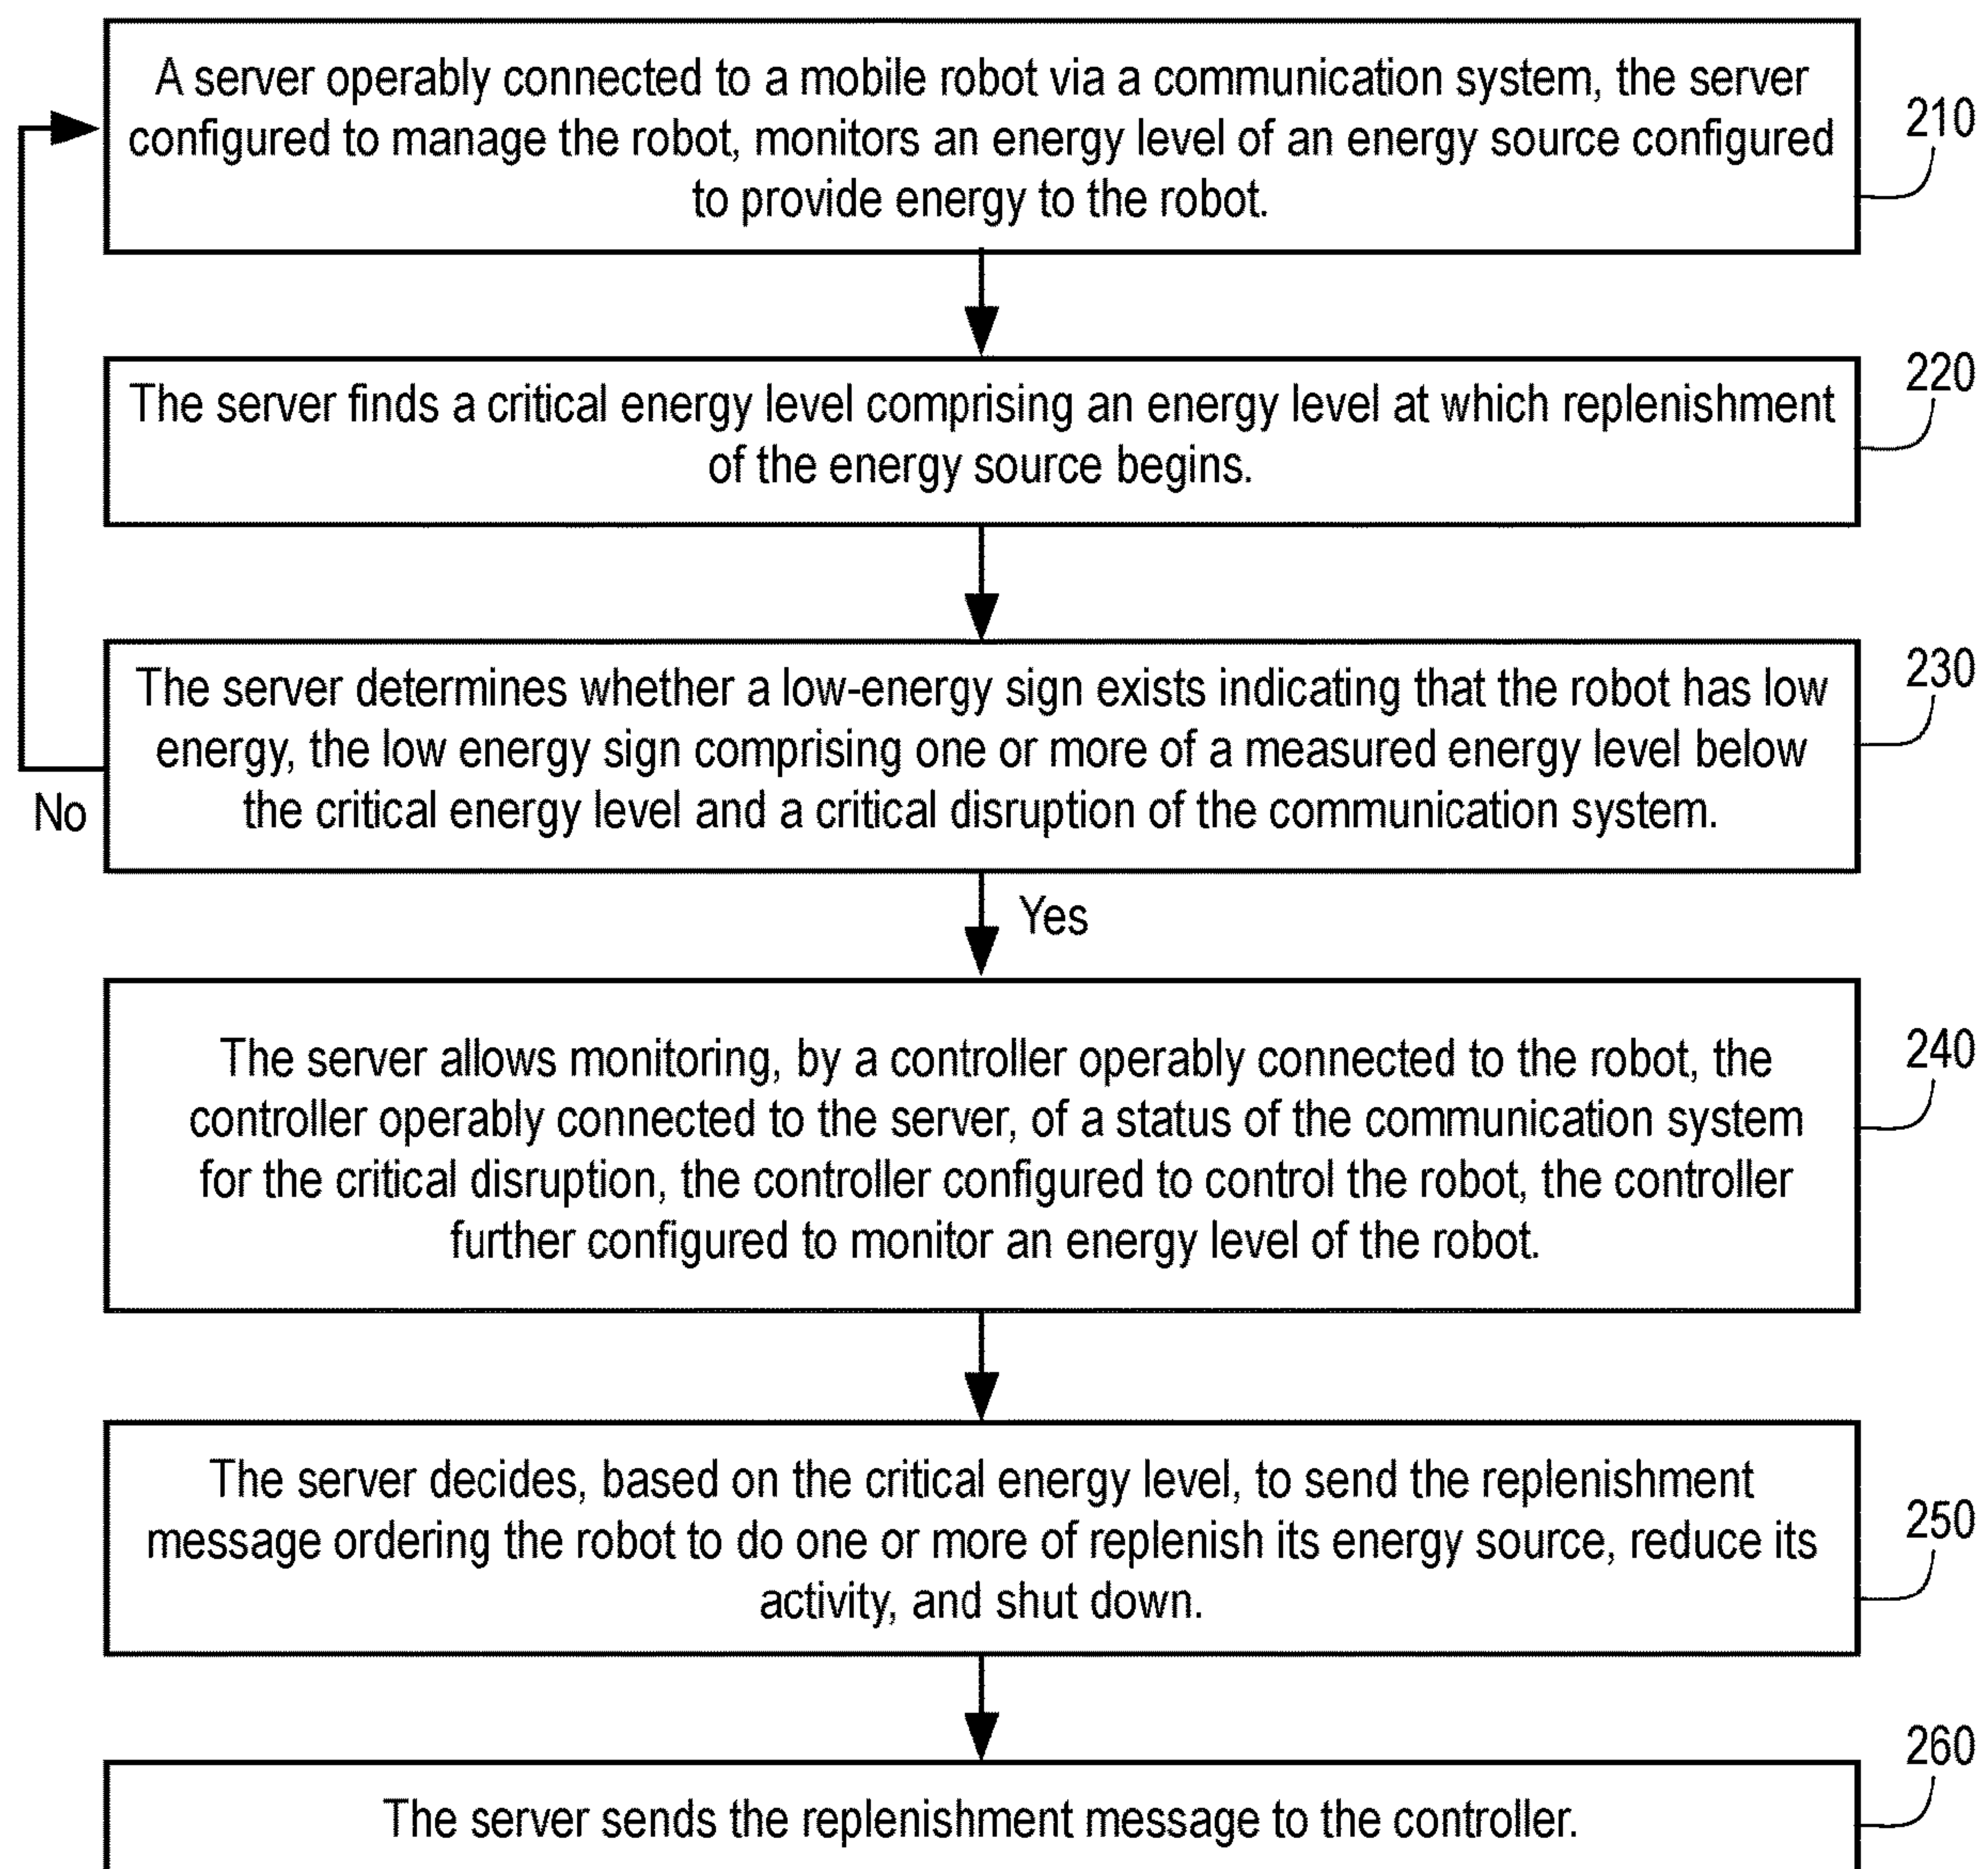 A server operably connected to a mobile robot via a communication system, the server
configured to manage the robot, monitors an energy level of an energy source configured
to provide energy to the robot.
210
The server finds a critical energy level comprising an energy level at which replenishment
of the energy source begins.
220
The server determines whether a low-energy sign exists indicating that the robot has low
energy, the low energy sign comprising one or more of a measured energy level below
the critical energy level and a critical disruption of the communication system.
230
No
Yes
The server allows monitoring, by a controller operably connected to the robot, the
controller operably connected to the server, of a status of the communication system
for the critical disruption, the controller configured to control the robot, the controller
further configured to monitor an energy level of the robot.
240
The server decides, based on the critical energy level, to send the replenishment
message ordering the robot to do one or more of replenish its energy source, reduce its
activity, and shut down.
250
The server sends the replenishment message to the controller.
260